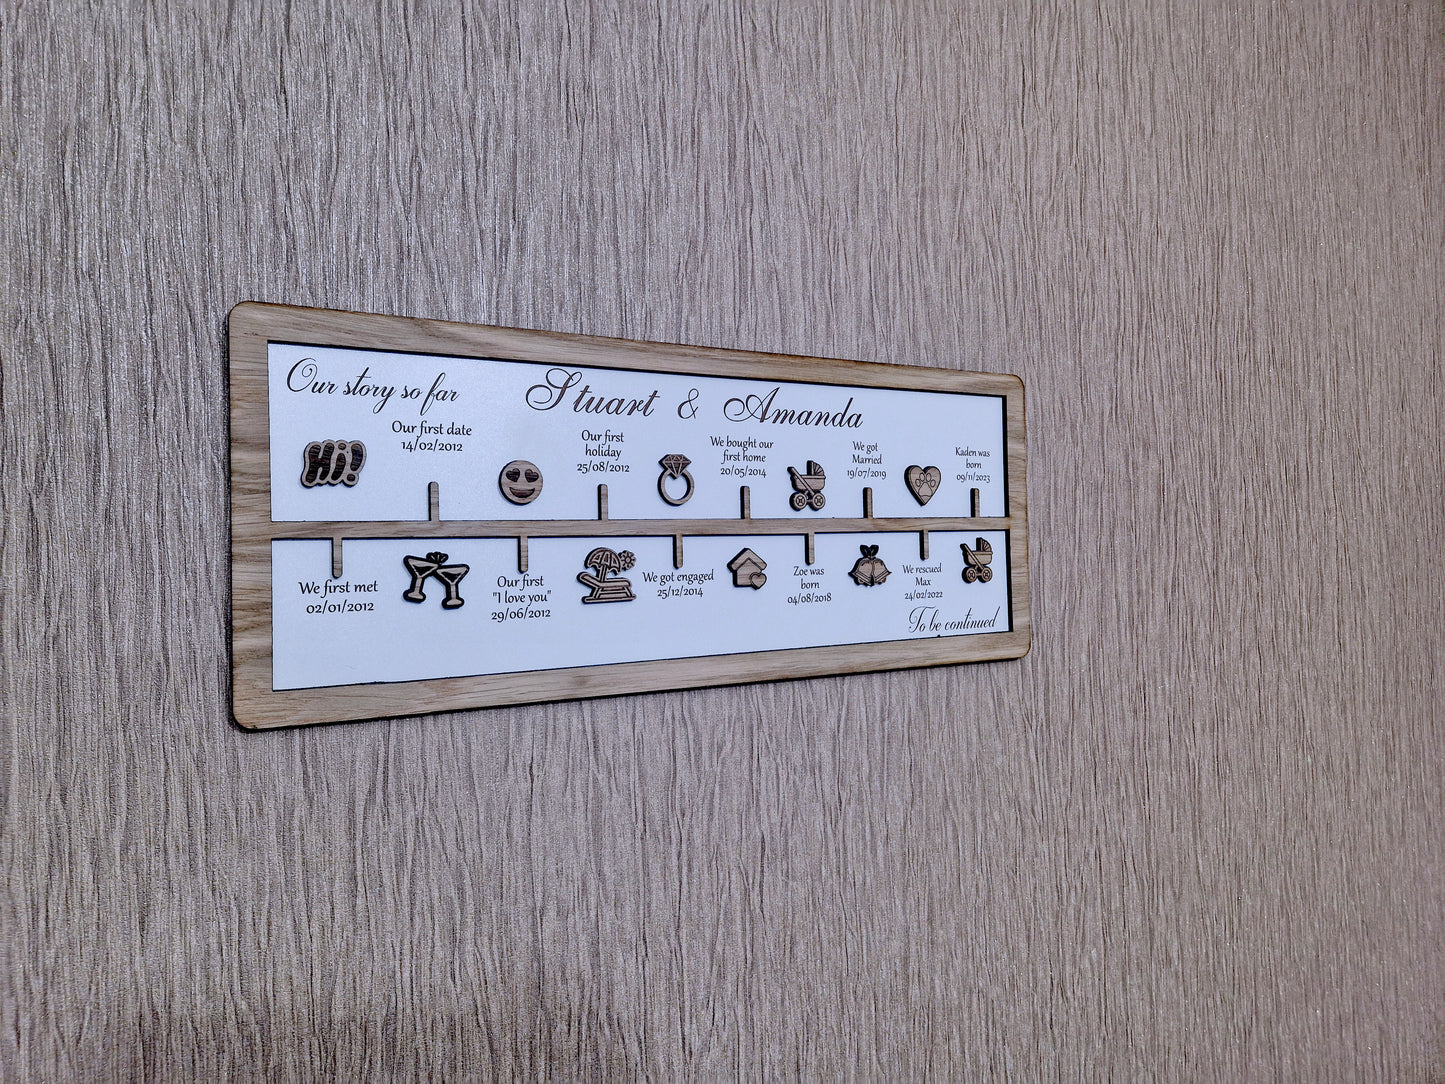 Our story so far
Stuart & Amanda
Our first date
14/02/2012
Our first
holiday
25/08/2012
We bought our
first home
20/05/2014
We got
Married
19/07/2019
Kaden was
born
09/11/2023
Hi!
We first met
02/01/2012
Our first
"I love you"
29/06/2012
We got engaged
25/12/2014
Zoe was
born
04/08/2018
We rescued
Max
24/02/2022
To be continued